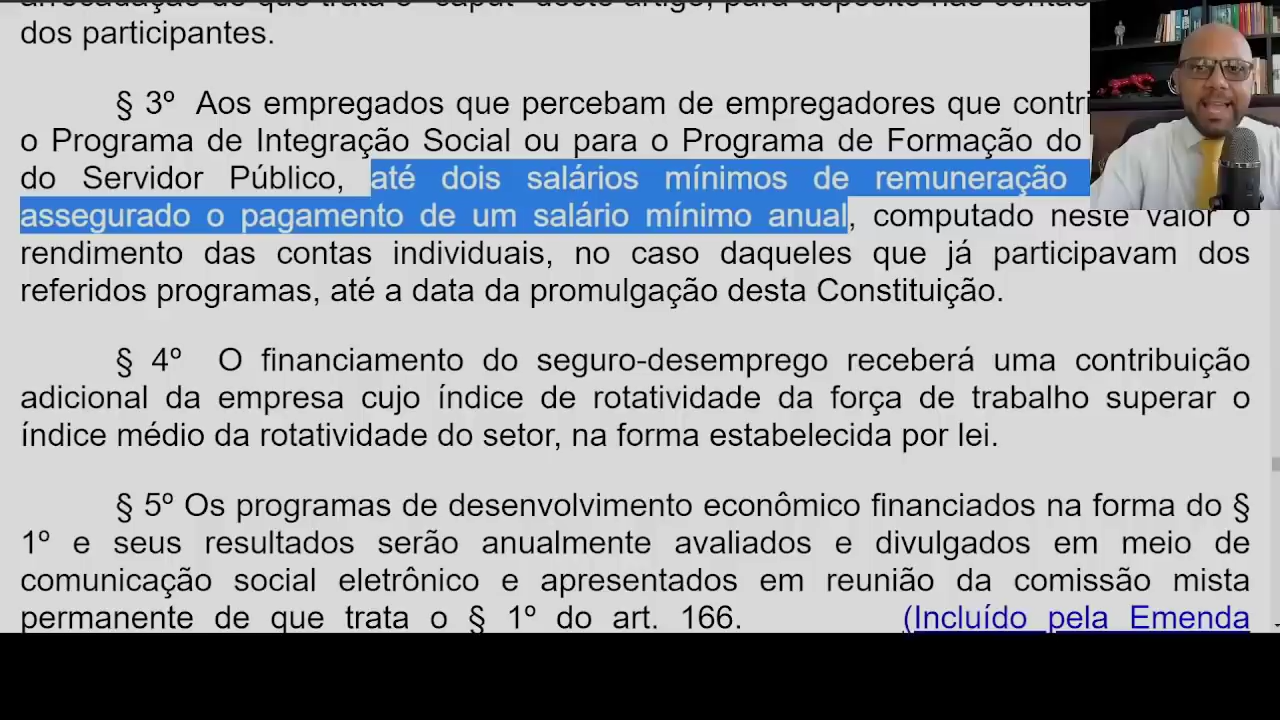 dos participantes.
§ 3º Aos empregados que percebam de empregadores que contri
o Programa de Integração Social ou para o Programa de Formação do
do Servidor Público, até dois salários mínimos de remuneração
assegurado o pagamento de um salário mínimo anual, computado neste valor o
rendimento das contas individuais, no caso daqueles que já participavam dos
referidos programas, até a data da promulgação desta Constituição.
§ 4º O financiamento do seguro-desemprego receberá uma contribuição
adicional da empresa cujo índice de rotatividade da força de trabalho superar o
índice médio da rotatividade do setor, na forma estabelecida por lei.
§ 5º Os programas de desenvolvimento econômico financiados na forma do §
1º e seus resultados serão anualmente avaliados e divulgados em meio de
comunicação social eletrônico e apresentados em reunião da comissão mista
permanente de que trata o § 1º do art. 166. (Incluído pela Emenda